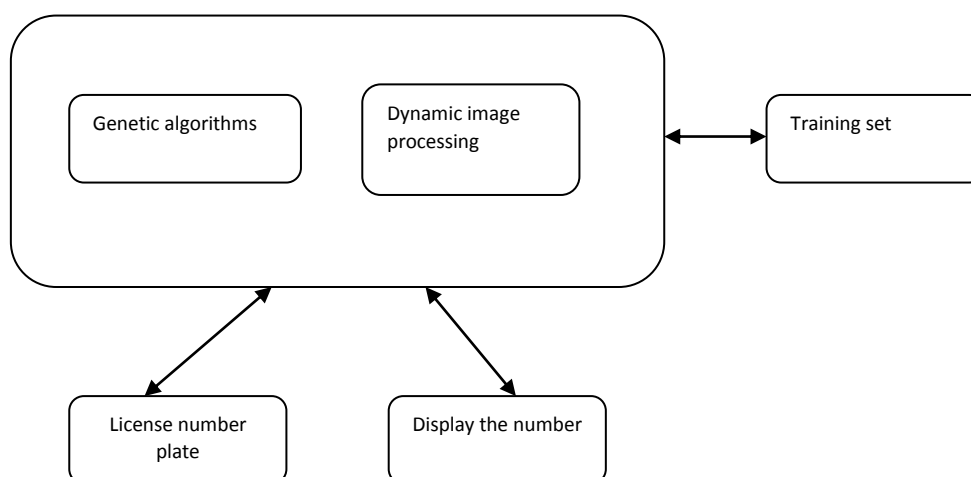 Genetic algorithms
Dynamic image
processing
Training set
License number
plate
Display the number